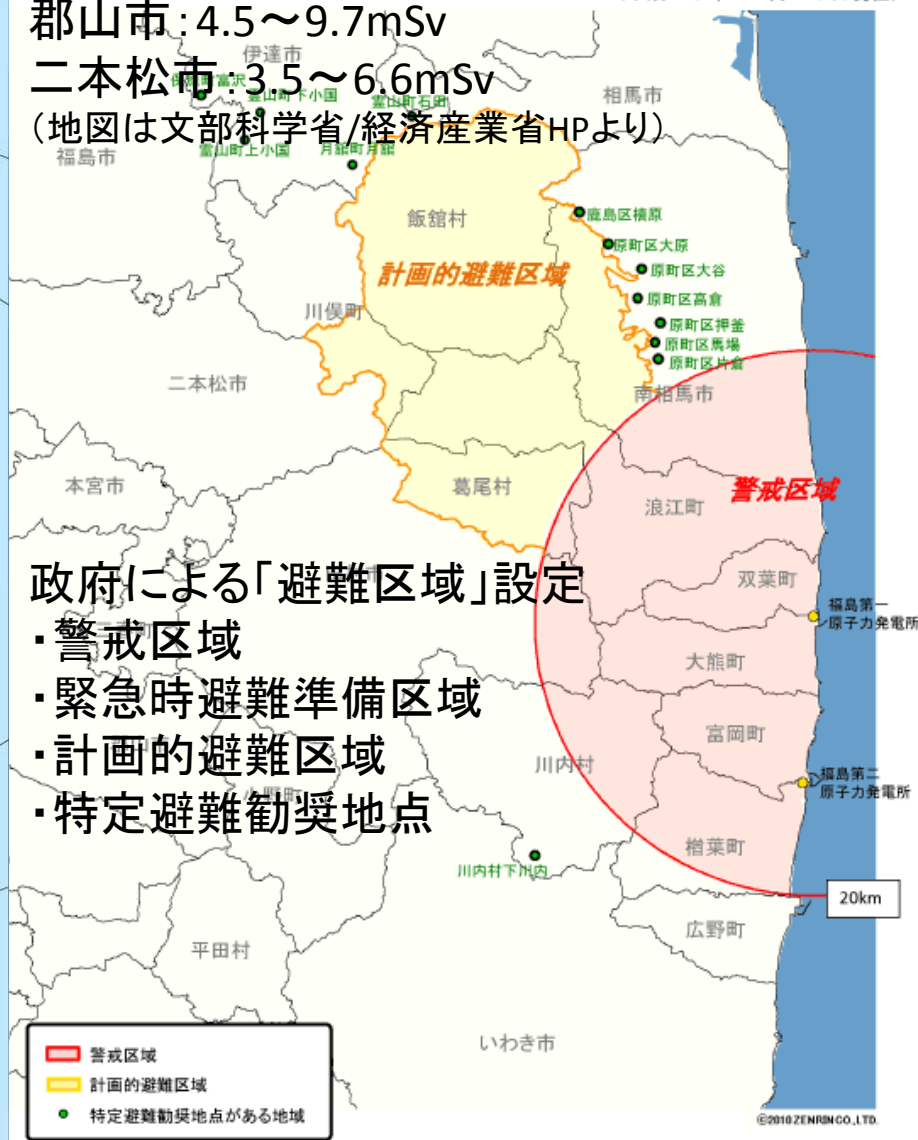 郡山市：4.5～9.7mSv
伊達市
二本松市：3.5～6.6mSv
霊山町下小国
霊山町石田
相馬市
（地図は文部科学省/経済産業省HPより）
霊山町上小国
月舘町月舘
福島市
飯舘村
鹿島区橲原
原町区大原
計画的避難区域
原町区大谷
原町区高倉
川俣町
原町区押釜
原町区馬場
原町区片倉
二本松市
南相馬市
本宮市
葛尾村
警戒区域
浪江町
政府による「避難区域」設定
双葉町
福島第一
原子力発電所
・警戒区域
大熊町
・緊急時避難準備区域
富岡町
・計画的避難区域
川内村
福島第二
原子力発電所
小野町
・特定避難勧奨地点
楢葉町
川内村下川内
20km
広野町
平田村
いわき市
警戒区域
計画的避難区域
特定避難勧奨地点がある地域
©2010 ZENRIN CO., LTD.